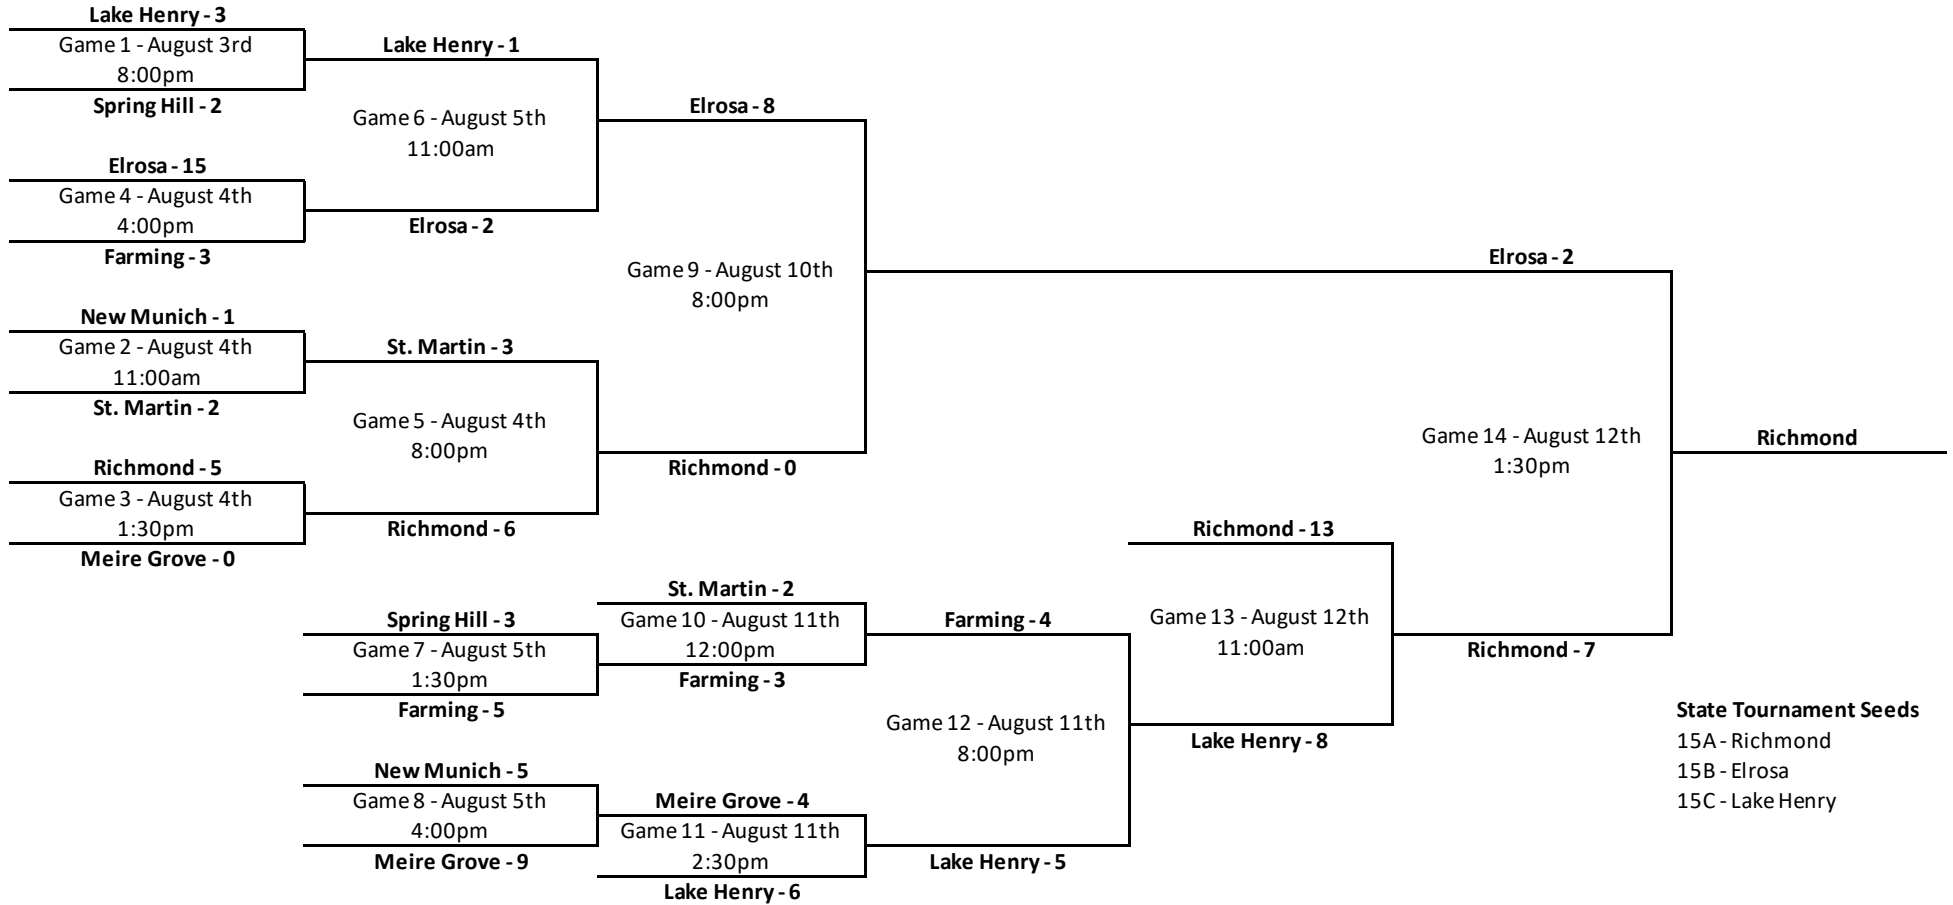 Lake Henry - 3
Game 1 - August 3rd
8:00pm
Spring Hill - 2
Elrosa - 15
Game 4 - August 4th
4:00pm
Farming - 3
New Munich - 1
Game 2 - August 4th
11:00am
St. Martin - 2
Richmond - 5
Game 3 - August 4th
1:30pm
Meire Grove - 0
Lake Henry - 1
Game 6 - August 5th
11:00am
Elrosa - 2
St. Martin - 3
Game 5 - August 4th
8:00pm
Richmond - 6
Spring Hill - 3
Game 7 - August 5th
1:30pm
Farming - 5
New Munich - 5
Game 8 - August 5th
4:00pm
Meire Grove - 9
Elrosa - 8
Game 9 - August 10th
8:00pm
Richmond - 0
St. Martin - 2
Game 10 - August 11th
12:00pm
Farming - 3
Meire Grove - 4
Game 11 - August 11th
2:30pm
Lake Henry - 6
Farming - 4
Game 12 - August 11th
8:00pm
Lake Henry - 5
Richmond - 13
Game 13 - August 12th
11:00am
Lake Henry - 8
Elrosa - 2
Game 14 - August 12th
1:30pm
Richmond - 7
Richmond
State Tournament Seeds
15A - Richmond
15B - Elrosa
15C - Lake Henry